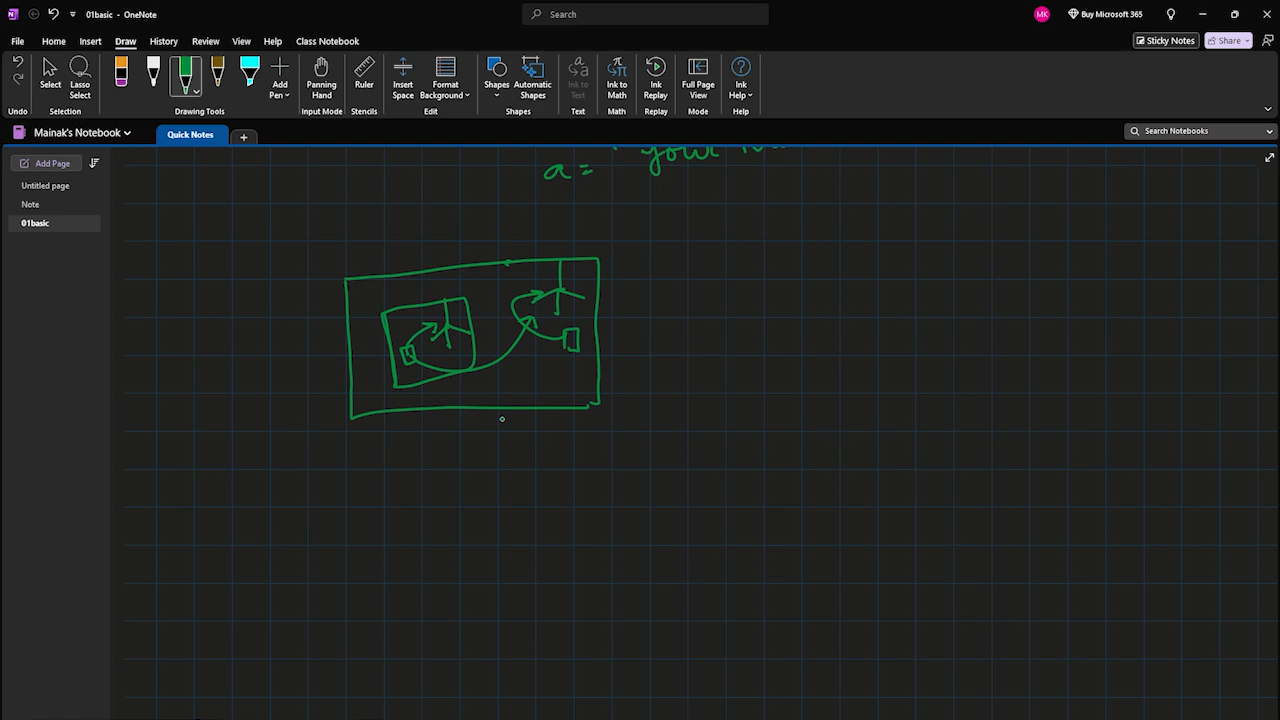 01basic - OneNote
Search
MK
Buy Microsoft 365
File Home Insert Draw History Review View Help Class Notebook
Sticky Notes
Share
Undo
Select
Lasso Select
Add Pen
Panning Hand
Ruler
Insert Space
Format Background
Shapes
Automatic Shapes
Ink to Text
Ink to Math
Ink Replay
Full Page View
Ink Help
Undo Selection Drawing Tools Input Mode Stencils Edit Shapes Text Math Replay Mode Help
Mainak's Notebook
Quick Notes
Search Notebooks
Add Page
Untitled page
Note
01basic
a= " your